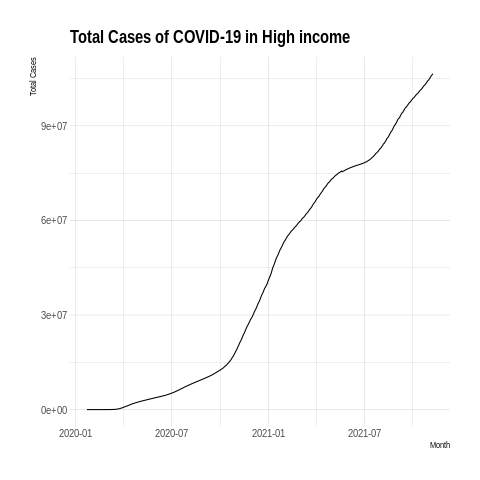 Total Cases of COVID-19 in High income
Total Cases
9e+07
6e+07
3e+07
0e+00
2020-01 2020-07 2021-01 2021-07
Month